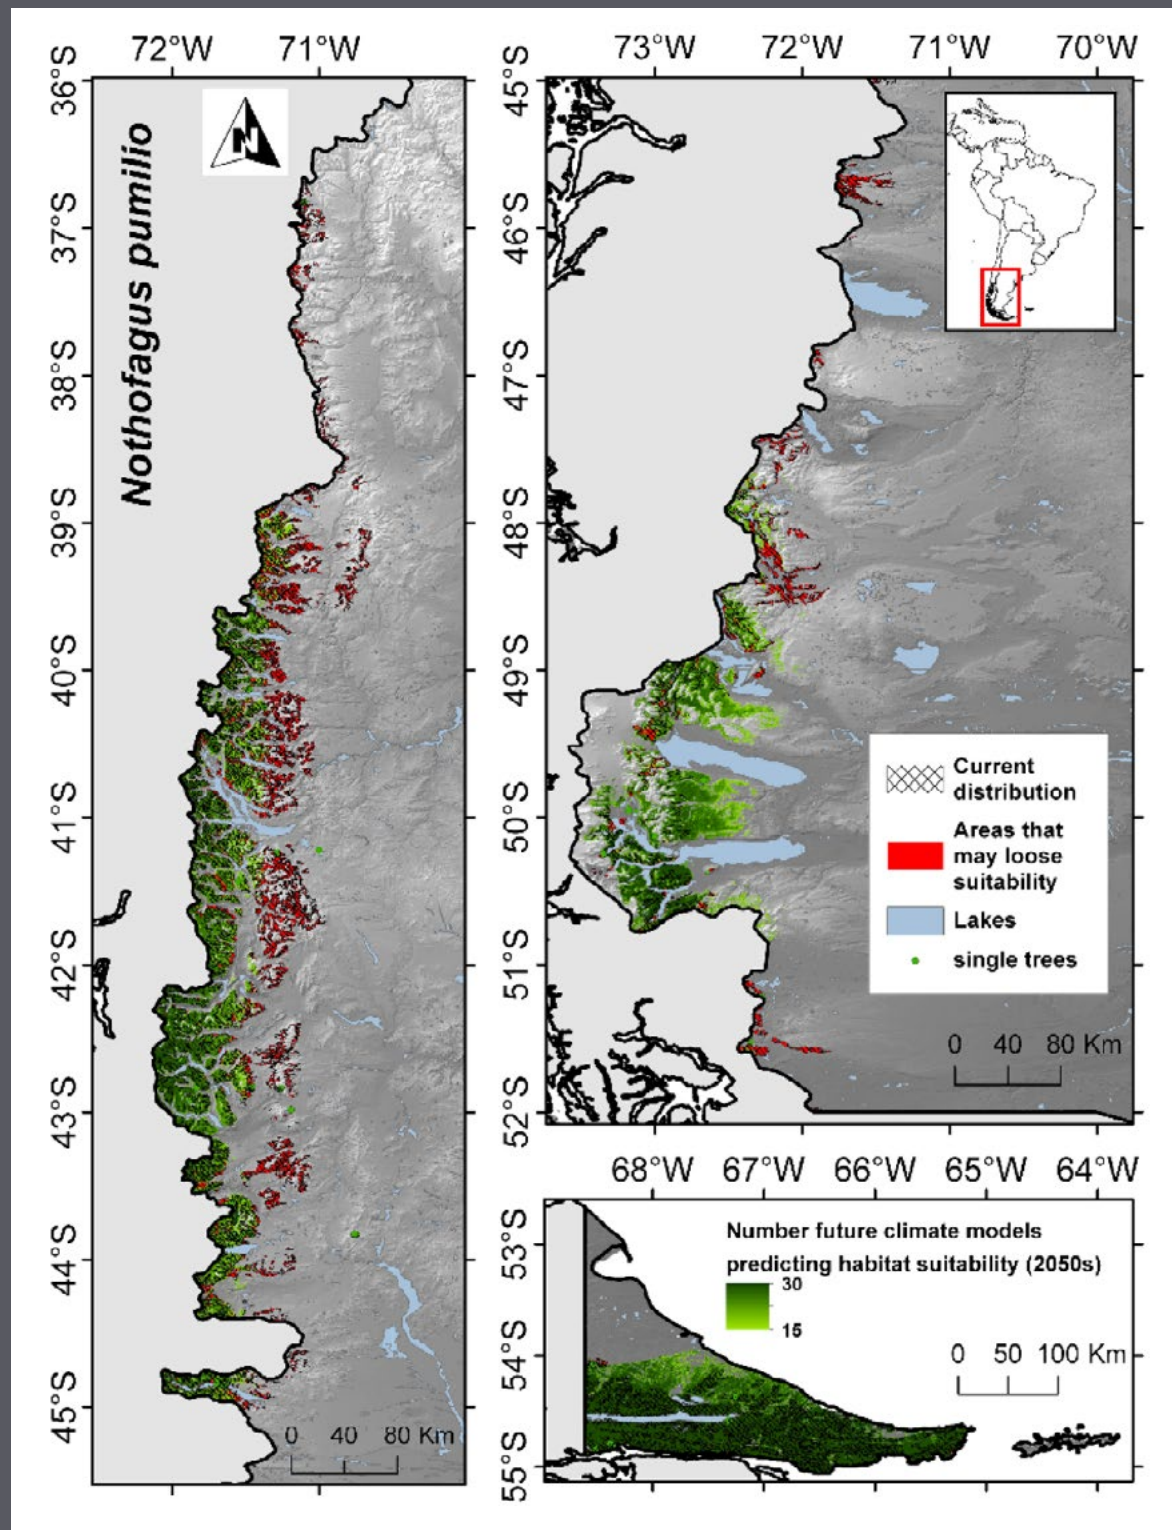 72°W 71°W
36°S
37°S
38°S
39°S
40°S
41°S
42°S
43°S
44°S
45°S
Nothofagus pumilio
N
0 40 80 Km
73°W 72°W 71°W 70°W
45°S
46°S
47°S
48°S
49°S
50°S
51°S
52°S
Current
distribution
Areas that
may loose
suitability
Lakes
single trees
0 40 80 Km
68°W 67°W 66°W 65°W 64°W
53°S
54°S
55°S
Number future climate models
predicting habitat suitability (2050s)
30
15
0 50 100 Km